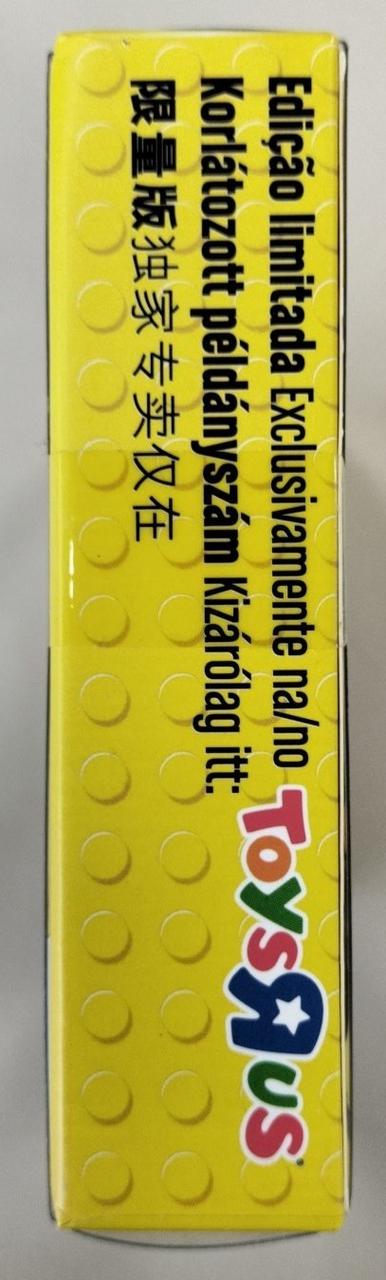 Edição limitada Exclusivamente na/no
Korlátozott példányszám Kizárólag itt:
限量版独家专卖仅在
ToysRus